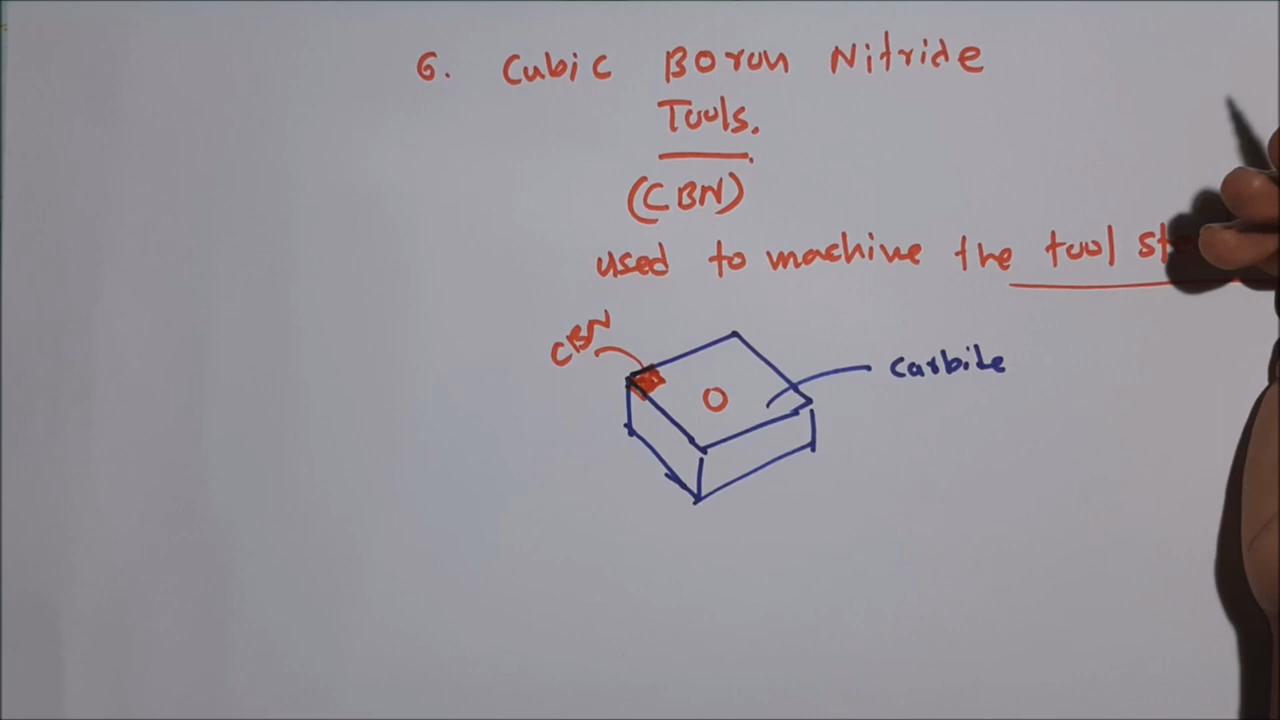 6. Cubic Boron Nitride
Tools.
(CBN)
used to machine the tool
CBN
Carbide